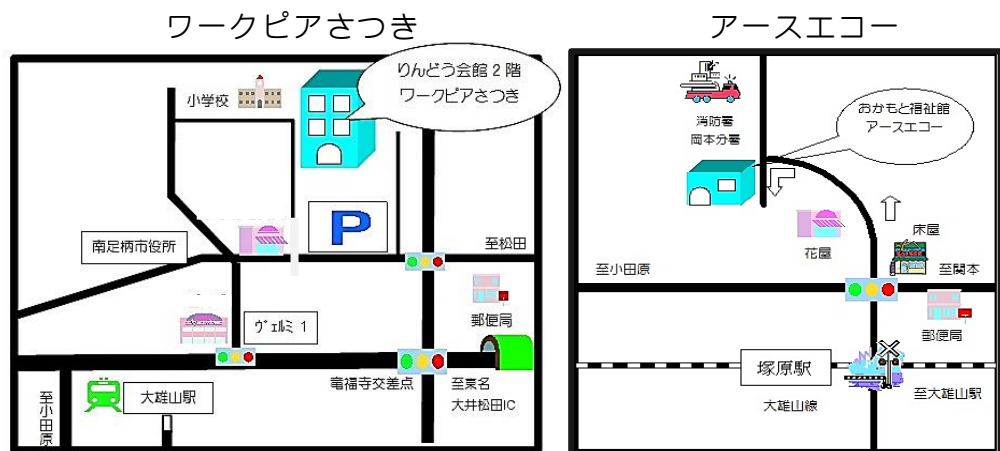 ワークピアさつき
小学校
りんどう会館２階
ワークピアさつき
P
南足柄市役所
至松田
郵便局
ヴェルミ１
大雄山駅
至小田原
竜福寺交差点
至東名
大井松田IC
アースエコー
消防署
岡本分署
おかもと福祉館
アースエコー
花屋
床屋
至小田原
至関本
郵便局
塚原駅
大雄山線
至大雄山駅